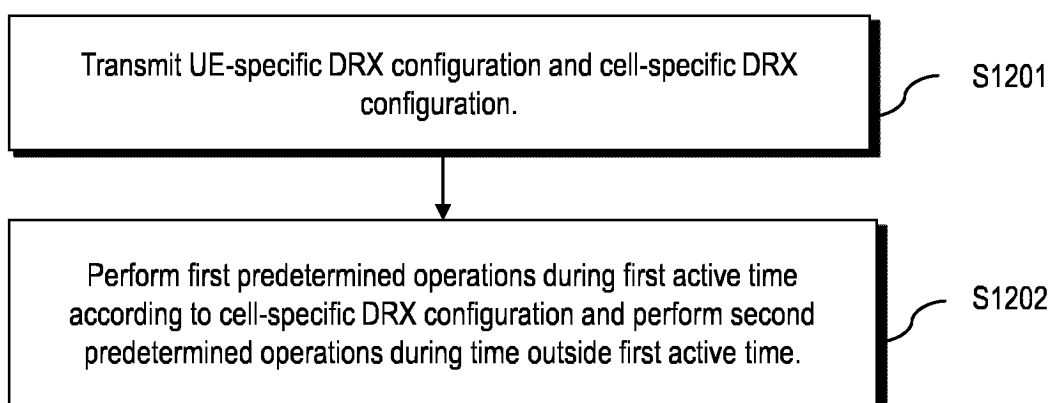 Transmit UE-specific DRX configuration and cell-specific DRX
configuration.
S1201
Perform first predetermined operations during first active time
according to cell-specific DRX configuration and perform second
predetermined operations during time outside first active time.
S1202